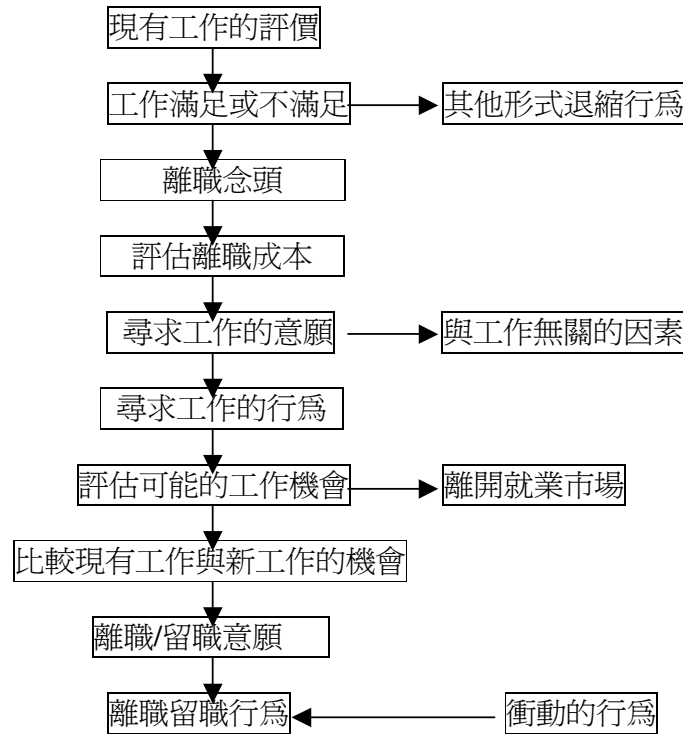 現有工作的評價
工作滿足或不滿足
其他形式退縮行為
離職念頭
評估離職成本
尋求工作的意願
與工作無關的因素
尋求工作的行為
評估可能的工作機會
離開就業市場
比較現有工作與新工作的機會
離職/留職意願
離職留職行為
衝動的行為